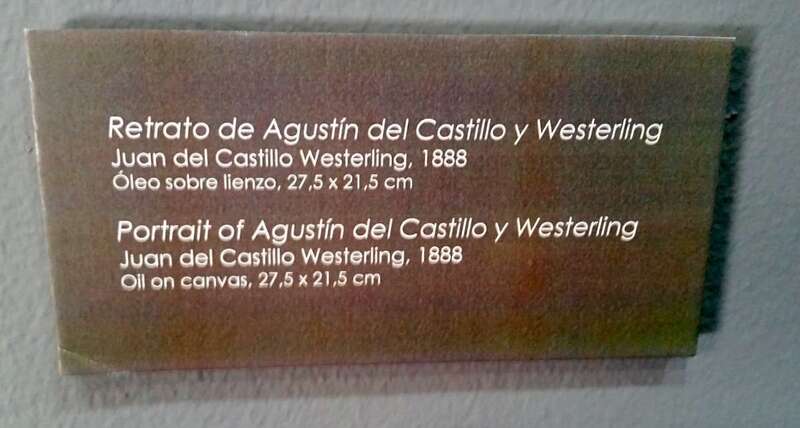 Retrato de Agustín del Castillo y Westerling
Juan del Castillo Westerling, 1888
Óleo sobre lienzo, 27,5 x 21,5 cm
Portrait of Agustín del Castillo y Westerling
Juan del Castillo Westerling, 1888
Oil on canvas, 27,5 x 21,5 cm